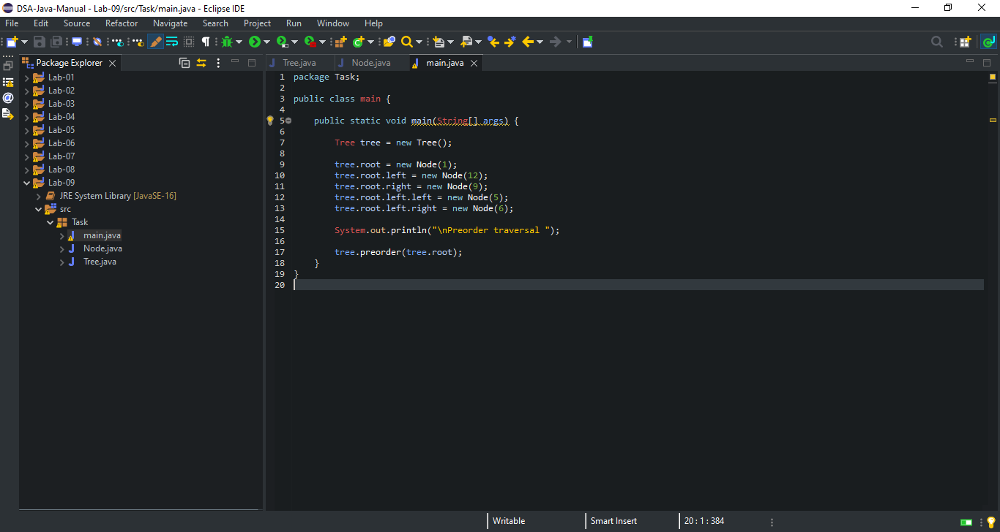 DSA-Java-Manual - Lab-09/src/Task/main.java - Eclipse IDE
File Edit Source Refactor Navigate Search Project Run Window Help
Package Explorer
Lab-01
Lab-02
Lab-03
Lab-04
Lab-05
Lab-06
Lab-07
Lab-08
Lab-09
JRE System Library [JavaSE-16]
src
Task
main.java
Node.java
Tree.java
Tree.java Node.java main.java
1 package Task;
2
3 public class main {
4
5 public static void main(String[] args) {
6
7 Tree tree = new Tree();
8
9 tree.root = new Node(1);
10 tree.root.left = new Node(12);
11 tree.root.right = new Node(9);
12 tree.root.left.left = new Node(5);
13 tree.root.left.right = new Node(6);
14
15 System.out.println("\nPreorder traversal ");
16
17 tree.preorder(tree.root);
18 }
19 }
20
Writable Smart Insert 20 : 1 : 384